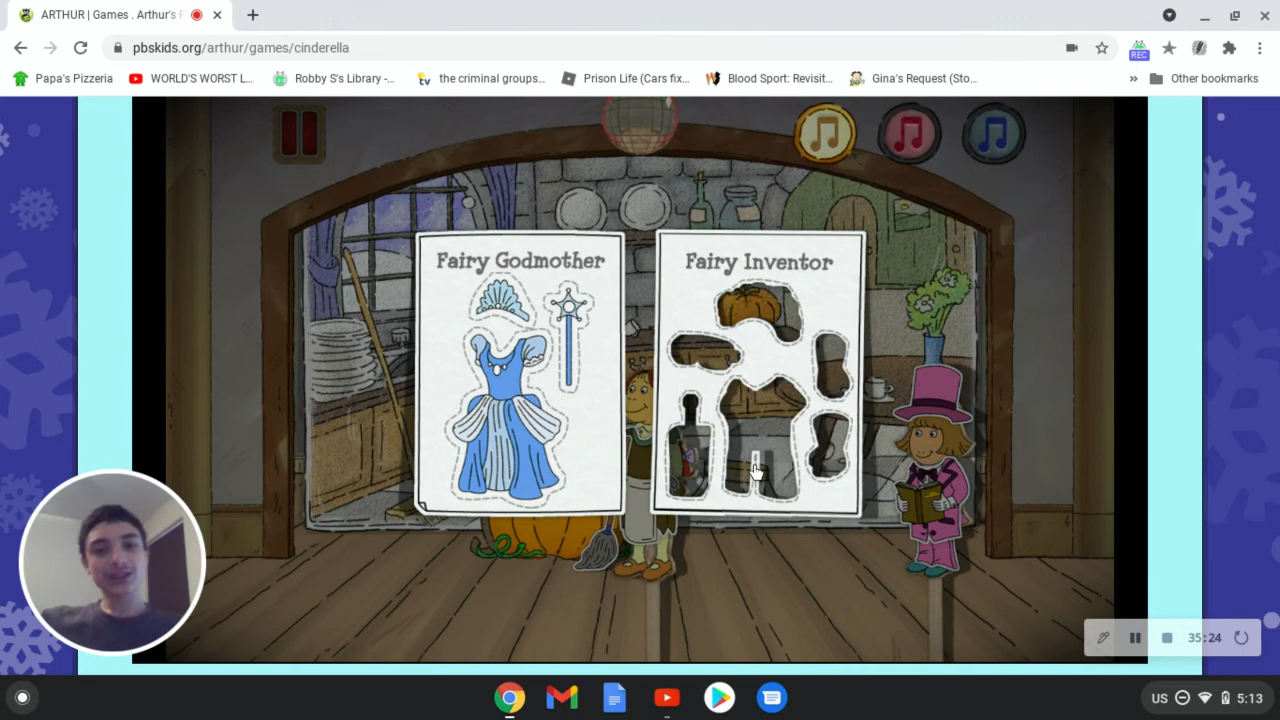 ARTHUR | Games . Arthur's
pbskids.org/arthur/games/cinderella
REC
Papa's Pizzeria
WORLD'S WORST L...
Robby S's Library -...
tv
the criminal groups...
Prison Life (Cars fix...
Blood Sport: Revisit...
Gina's Request (Sto...
»
Other bookmarks
Fairy Godmother
Fairy Inventor
35:24
US
5:13